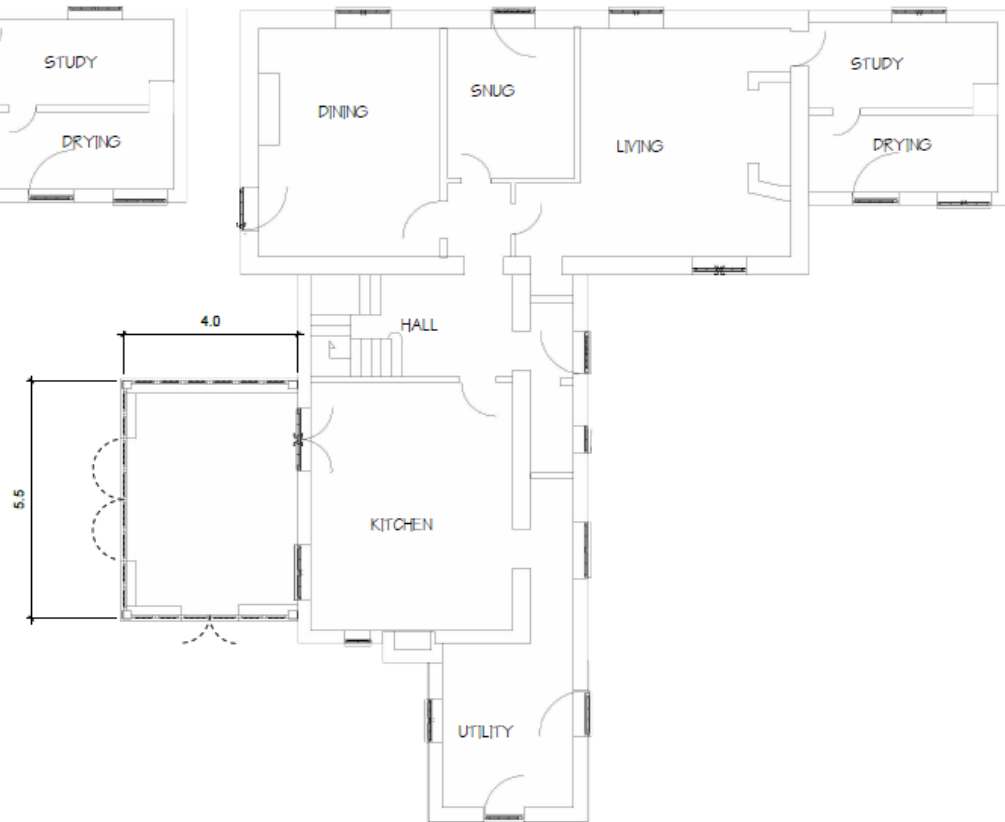 STUDY
DRYING
DINING
SNUG
LIVING
STUDY
DRYING
HALL
4.0
5.5
KITCHEN
UTILITY